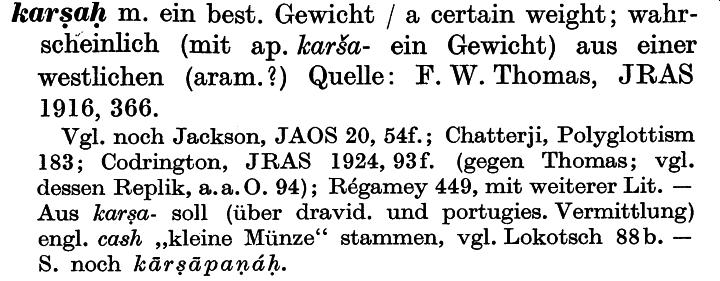 karṣaḥ m. ein best. Gewicht / a certain weight; wahr-
scheinlich (mit ap. karša- ein Gewicht) aus einer
westlichen (aram.?) Quelle: F. W. Thomas, JRAS
1916, 366.
Vgl. noch Jackson, JAOS 20, 54f.; Chatterji, Polyglottism
183; Codrington, JRAS 1924, 93f. (gegen Thomas; vgl.
dessen Replik, a. a. O. 94); Régamey 449, mit weiterer Lit. —
Aus karṣa- soll (über dravid. und portugies. Vermittlung)
engl. cash „kleine Münze“ stammen, vgl. Lokotsch 88b. —
S. noch kārṣāpaṇáḥ.